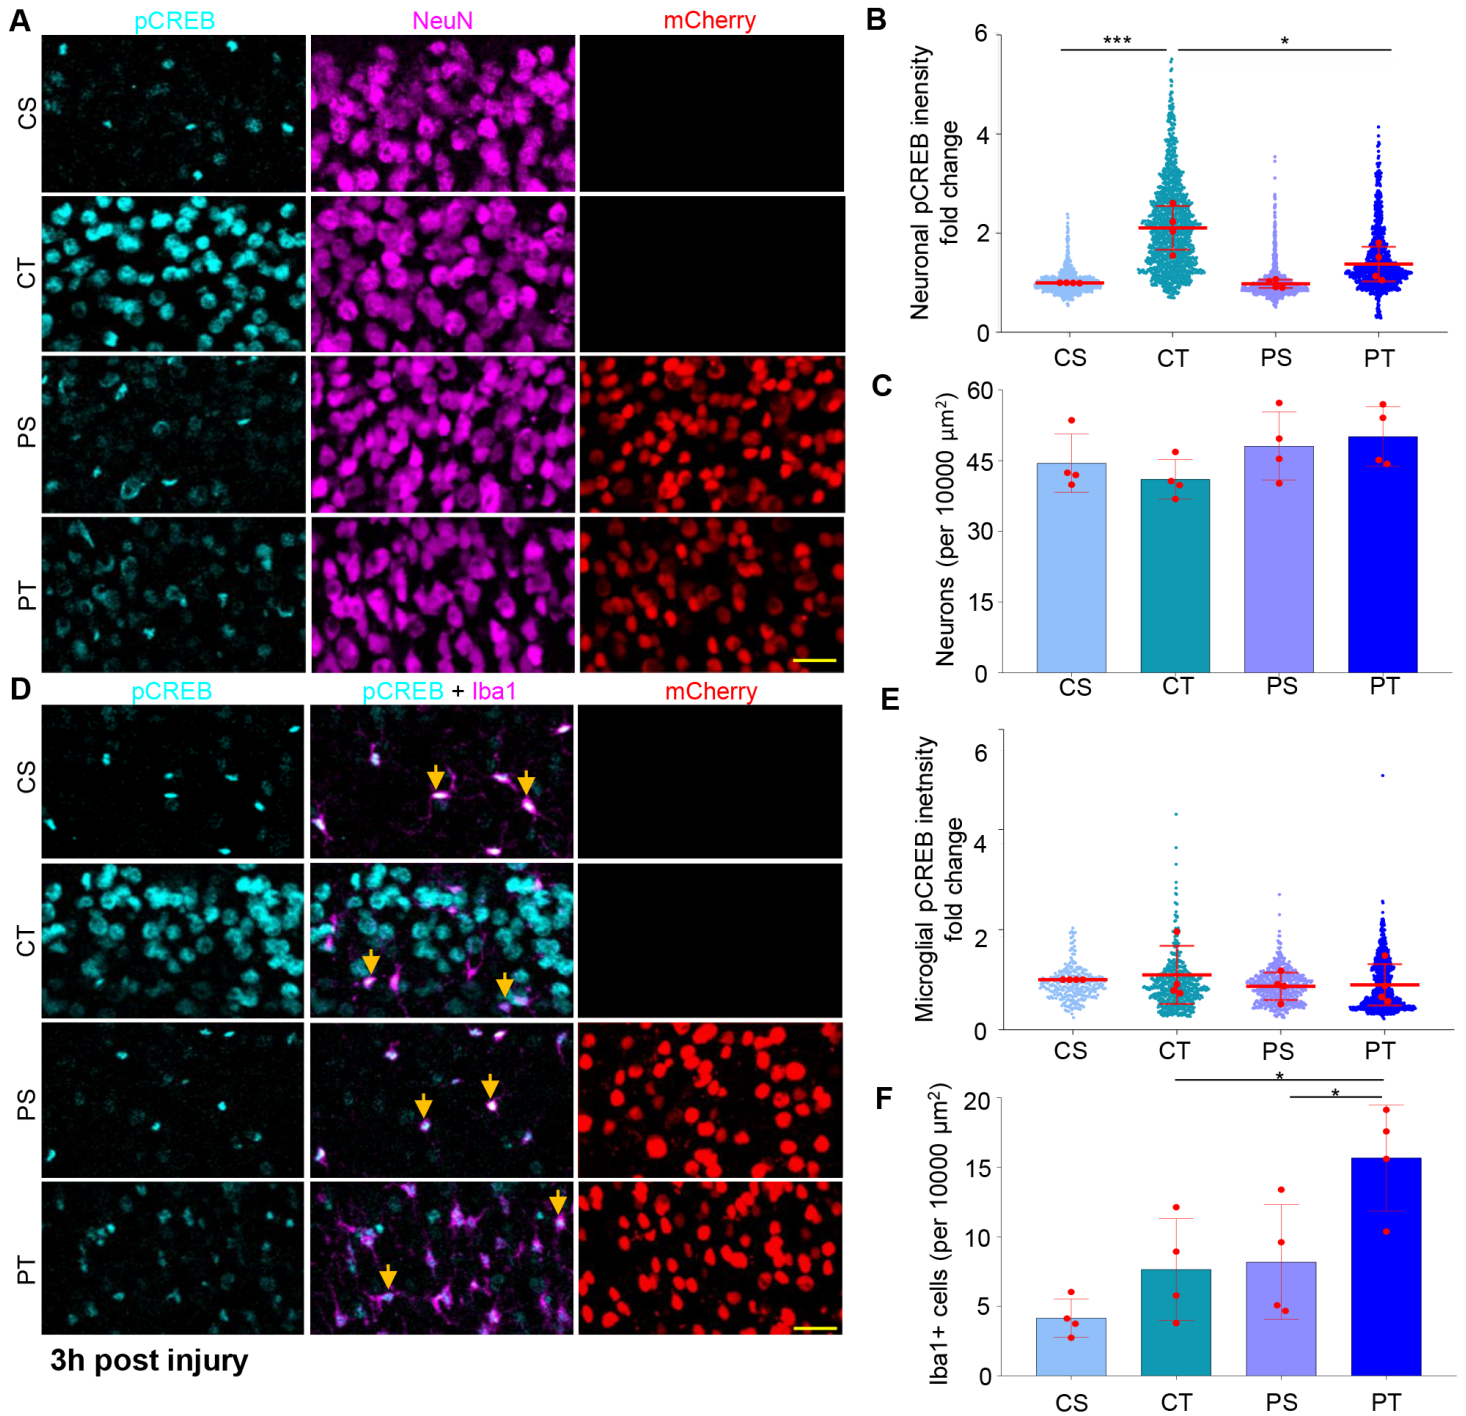 A
pCREB
NeuN
mCherry
CS
CT
PS
PT
B
Neuronal pCREB inensity
fold change
6
4
2
0
***
*
CS
CT
PS
PT
C
Neurons (per 10000 µm²)
60
45
30
15
0
CS
CT
PS
PT
D
pCREB
pCREB + Iba1
mCherry
CS
CT
PS
PT
3h post injury
E
Microglial pCREB inetnsity
fold change
6
4
2
0
CS
CT
PS
PT
F
Iba1+ cells (per 10000 µm²)
20
15
10
5
0
*
*
CS
CT
PS
PT